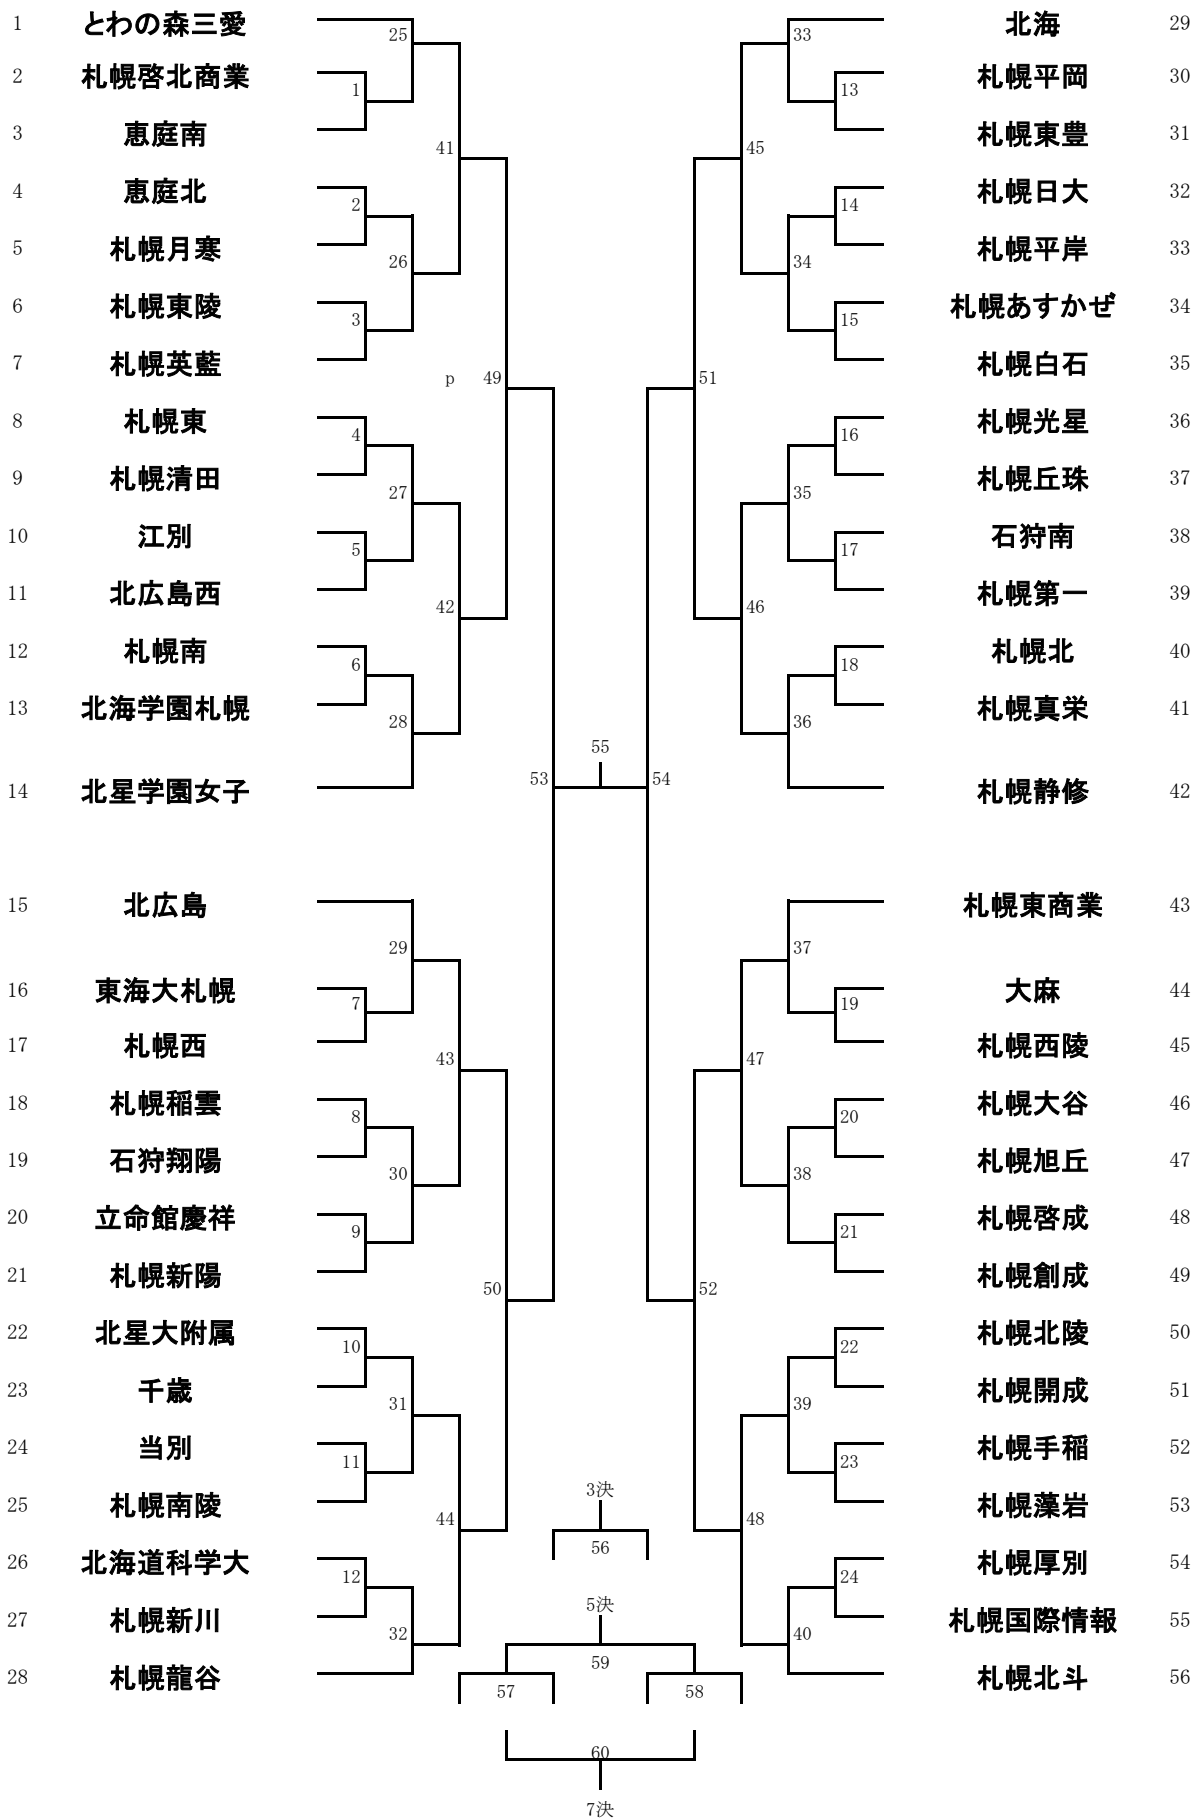 1 とわの森三愛 25 33 北海 29
2 札幌啓北商業 1 13 札幌平岡 30
3 恵庭南 札幌東豊 31
41 45
4 恵庭北 2 14 札幌日大 32
5 札幌月寒 札幌平岸 33
26 34
6 札幌東陵 3 15 札幌あすかぜ 34
7 札幌英藍 札幌白石 35
p 49 51
8 札幌東 4 16 札幌光星 36
9 札幌清田 札幌丘珠 37
27 35
10 江別 5 17 石狩南 38
11 北広島西 札幌第一 39
42 46
12 札幌南 6 18 札幌北 40
13 北海学園札幌 札幌真栄 41
28 36
55
53 54
14 北星学園女子 札幌静修 42
15 北広島 札幌東商業 43
29 37
16 東海大札幌 7 19 大麻 44
17 札幌西 札幌西陵 45
43 47
18 札幌稲雲 8 20 札幌大谷 46
19 石狩翔陽 札幌旭丘 47
30 38
20 立命館慶祥 9 21 札幌啓成 48
21 札幌新陽 札幌創成 49
50 52
22 北星大附属 10 22 札幌北陵 50
23 千歳 札幌開成 51
31 39
24 当別 11 23 札幌手稲 52
3決
25 札幌南陵 札幌藻岩 53
44 48
56
26 北海道科学大 12 24 札幌厚別 54
5決
27 札幌新川 札幌国際情報 55
32 40
59
28 札幌龍谷 札幌北斗 56
57 58
60
7決